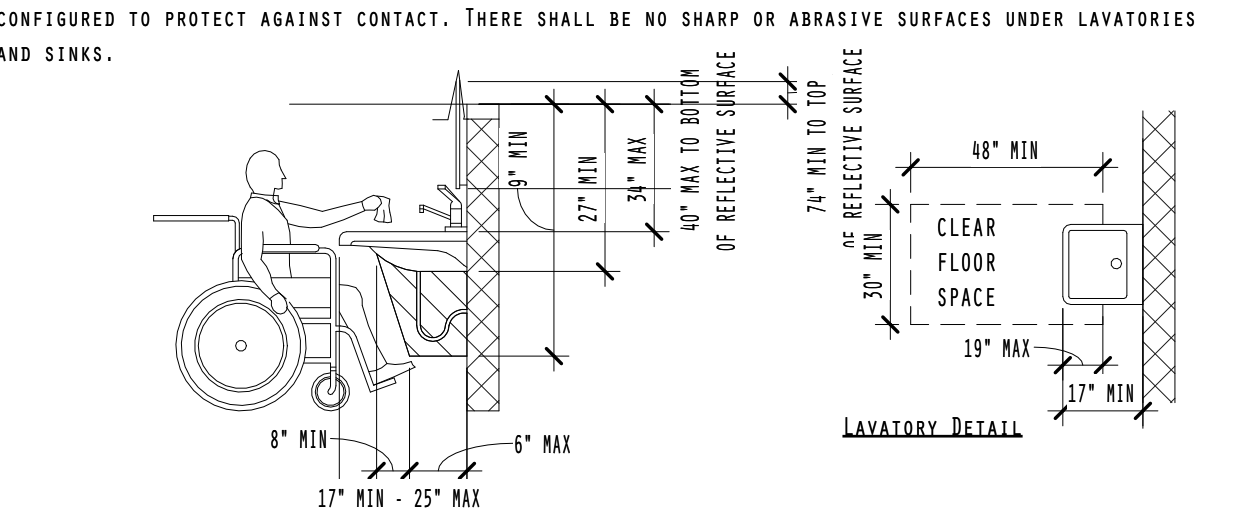 CONFIGURED TO PROTECT AGAINST CONTACT. THERE SHALL BE NO SHARP OR ABRASIVE SURFACES UNDER LAVATORIES
AND SINKS.
9" MIN
27" MIN
34" MAX
40" MAX TO BOTTOM
OF REFLECTIVE SURFACE
74" MIN TO TOP
OF REFLECTIVE SURFACE
48" MIN
30" MIN
CLEAR
FLOOR
SPACE
19" MAX
17" MIN
LAVATORY DETAIL
8" MIN
6" MAX
17" MIN - 25" MAX